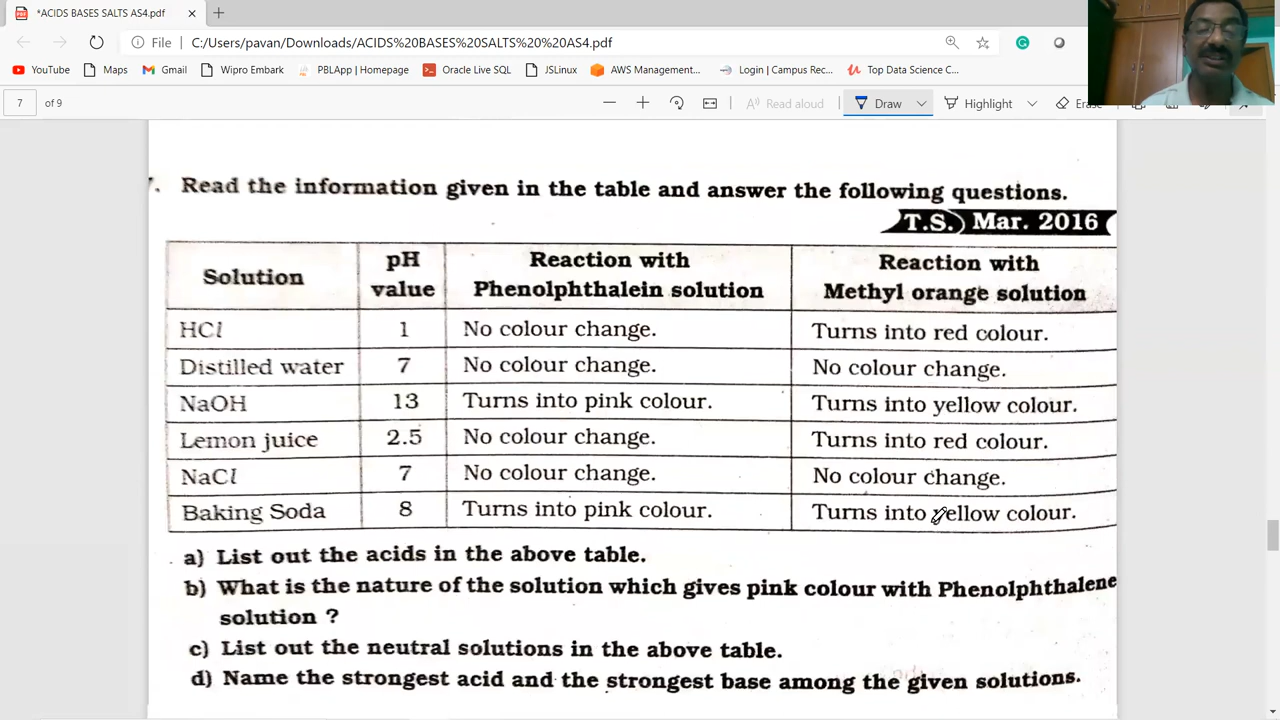 *ACIDS BASES SALTS AS4.pdf
File C:/Users/pavan/Downloads/ACIDS%20BASES%20SALTS%20%20AS4.pdf
YouTube Maps Gmail Wipro Embark PBLApp | Homepage Oracle Live SQL JSLinux AWS Management... Login | Campus Rec... Top Data Science C...
7 of 9 Read aloud Draw Highlight Erase
. Read the information given in the table and answer the following questions.
T.S. Mar. 2016
Solution pH value Reaction with Phenolphthalein solution Reaction with Methyl orange solution
HCl 1 No colour change. Turns into red colour.
Distilled water 7 No colour change. No colour change.
NaOH 13 Turns into pink colour. Turns into yellow colour.
Lemon juice 2.5 No colour change. Turns into red colour.
NaCl 7 No colour change. No colour change.
Baking Soda 8 Turns into pink colour. Turns into yellow colour.
a) List out the acids in the above table.
b) What is the nature of the solution which gives pink colour with Phenolphthalene
solution ?
c) List out the neutral solutions in the above table.
d) Name the strongest acid and the strongest base among the given solutions.